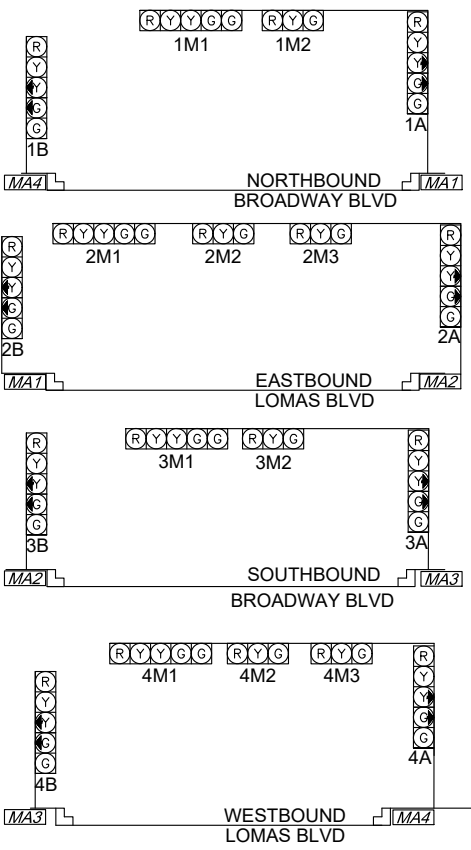 R Y Y G G R Y G
1M1 1M2
R Y Y G G
1A
R Y Y G G
1B
MA4 NORTHBOUND MA1
BROADWAY BLVD
R Y Y G G R Y G R Y G
2M1 2M2 2M3
R Y Y G G
2A
R Y Y G G
2B
MA1 EASTBOUND MA2
LOMAS BLVD
R Y Y G G R Y G
3M1 3M2
R Y Y G G
3A
R Y Y G G
3B
MA2 SOUTHBOUND MA3
BROADWAY BLVD
R Y Y G G R Y G R Y G
4M1 4M2 4M3
R Y Y G G
4A
R Y Y G G
4B
MA3 WESTBOUND MA4
LOMAS BLVD